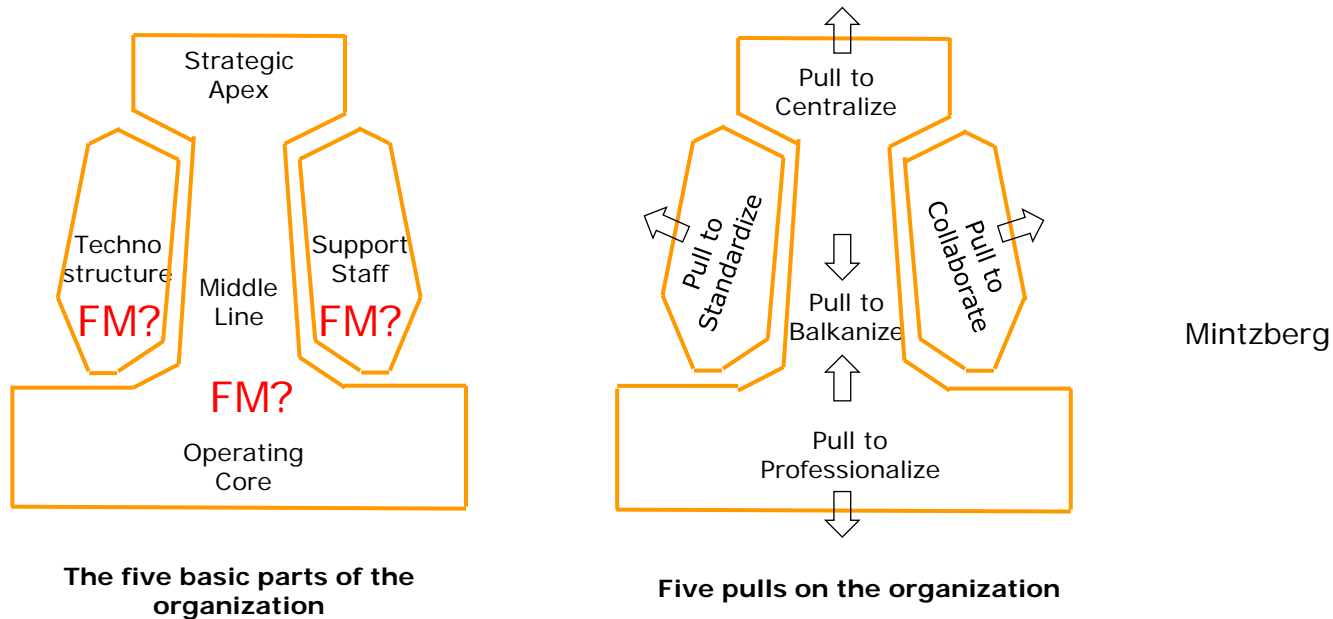 Strategic
Apex
Techno
structure
FM?
Middle
Line
Support
Staff
FM?
FM?
Operating
Core
The five basic parts of the
organization
Pull to
Centralize
Pull to
Standardize
Pull to
Balkanize
Pull to
Collaborate
Pull to
Professionalize
Five pulls on the organization
Mintzberg